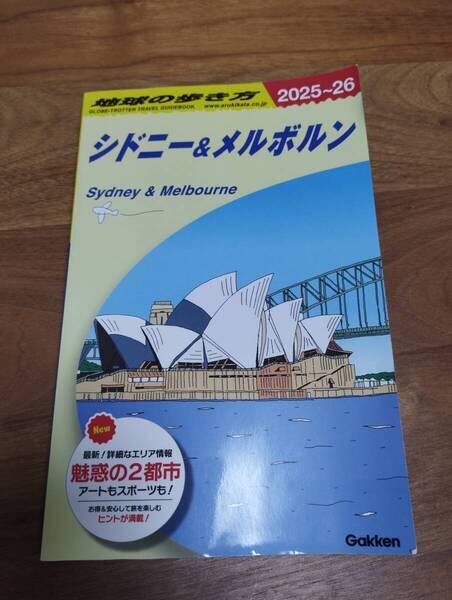 地球の歩き方
GLOBE-TROTTER TRAVEL GUIDEBOOK
www.arukikata.co.jp
2025~26
シドニー&メルボルン
Sydney & Melbourne
New
最新!詳細なエリア情報
魅惑の2都市
アートもスポーツも!
お得&安心して旅を楽しむ
ヒントが満載!
Gakken